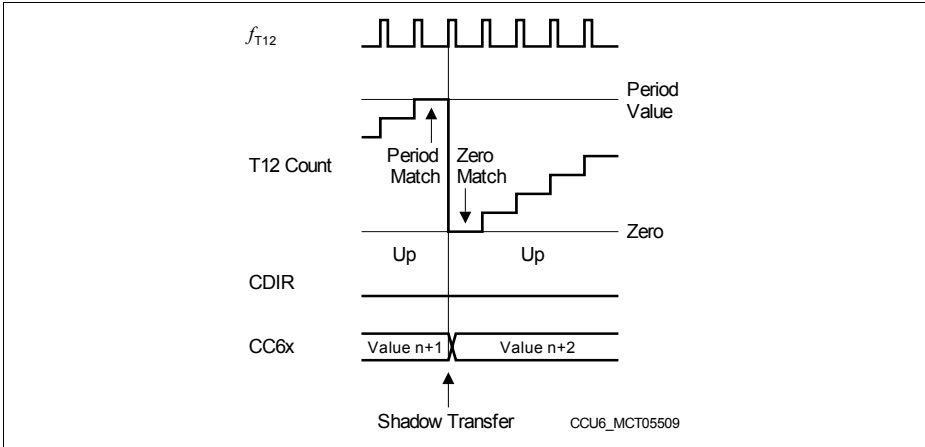 fT12
Period
Value
T12 Count
Period
Match
Zero
Match
Zero
Up
Up
CDIR
CC6x
Value n+1
Value n+2
Shadow Transfer
CCU6_MCT05509